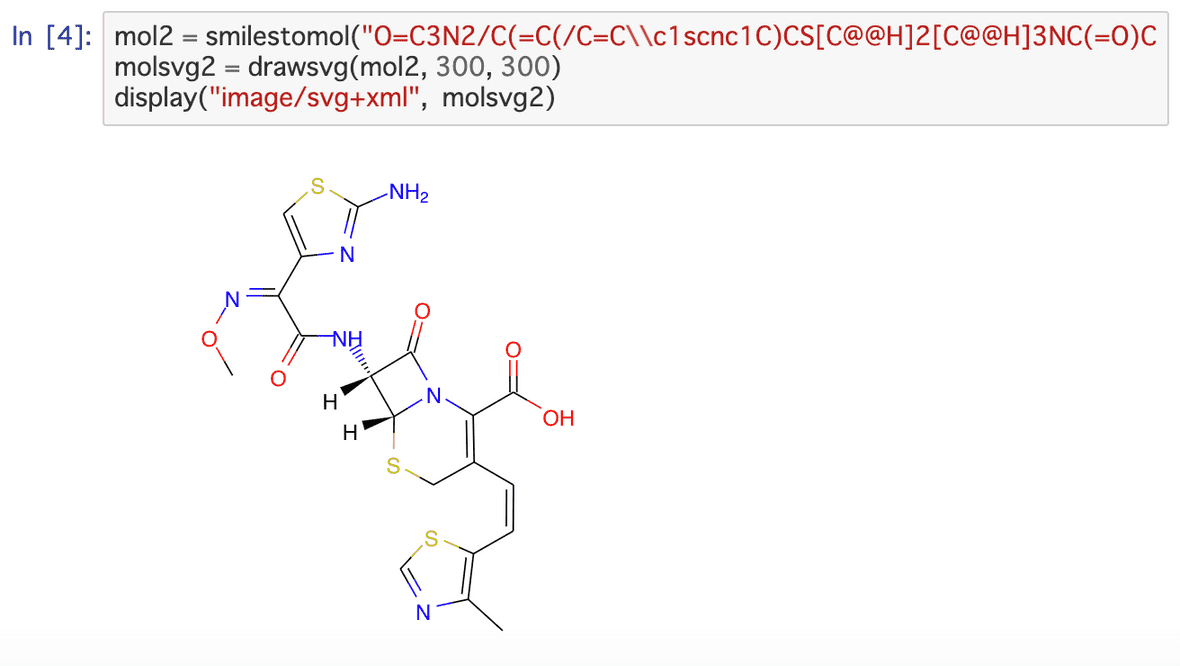 In [4]: mol2 = smilestomol("O=C3N2/C(=C(/C=C\\c1scnc1C)CS[C@@H]2[C@@H]3NC(=O)C
molsvg2 = drawsvg(mol2, 300, 300)
display("image/svg+xml", molsvg2)
S
NH2
N
N
O
O
NH
O
H
N
O
OH
H
S
S
N